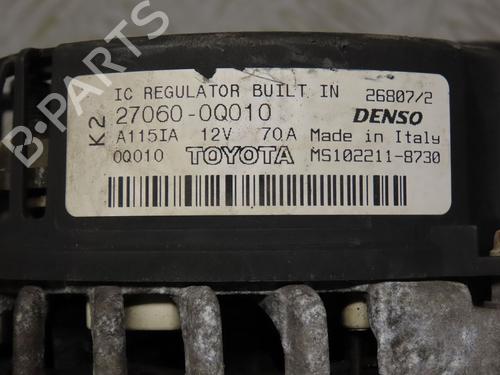 B-PARTS
IC REGULATOR BUILT IN 26807/2
K2 27060-0Q010 DENSO
A115IA 12V 70A Made in Italy
0Q010 TOYOTA MS102211-8730